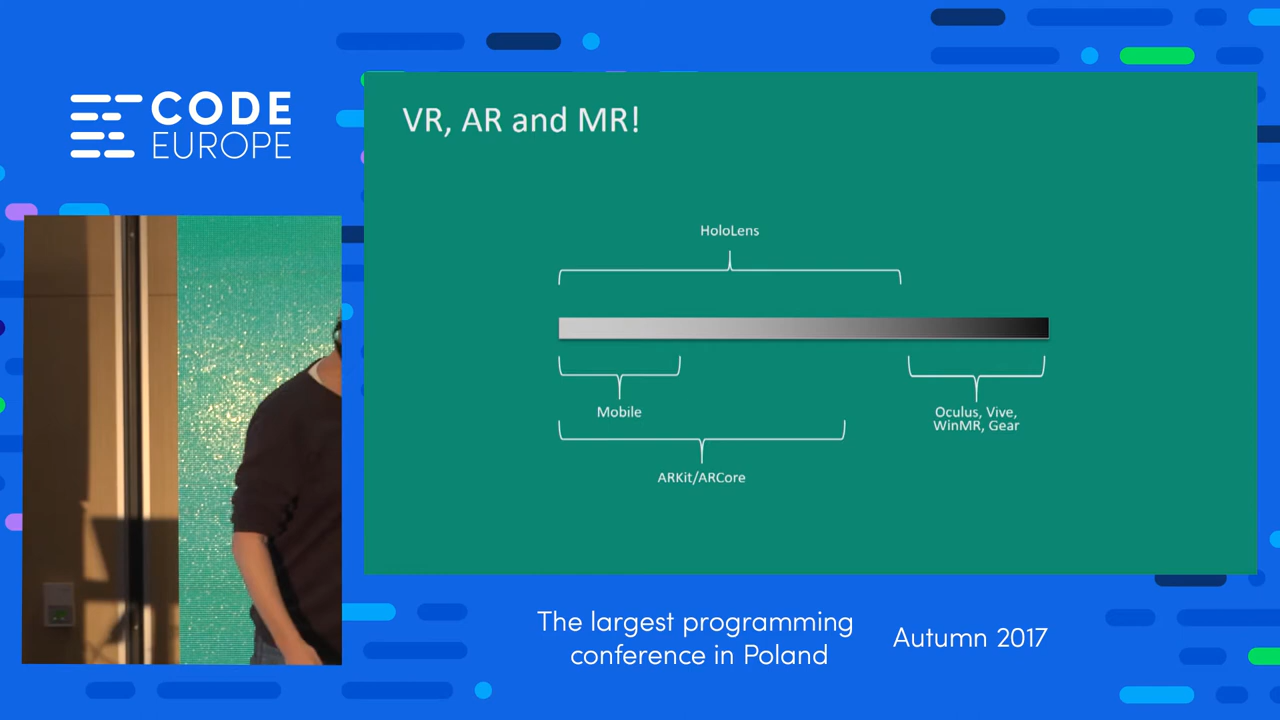 CODE
EUROPE
VR, AR and MR!
HoloLens
Mobile
Oculus, Vive,
WinMR, Gear
ARKit/ARCore
The largest programming
conference in Poland
Autumn 2017